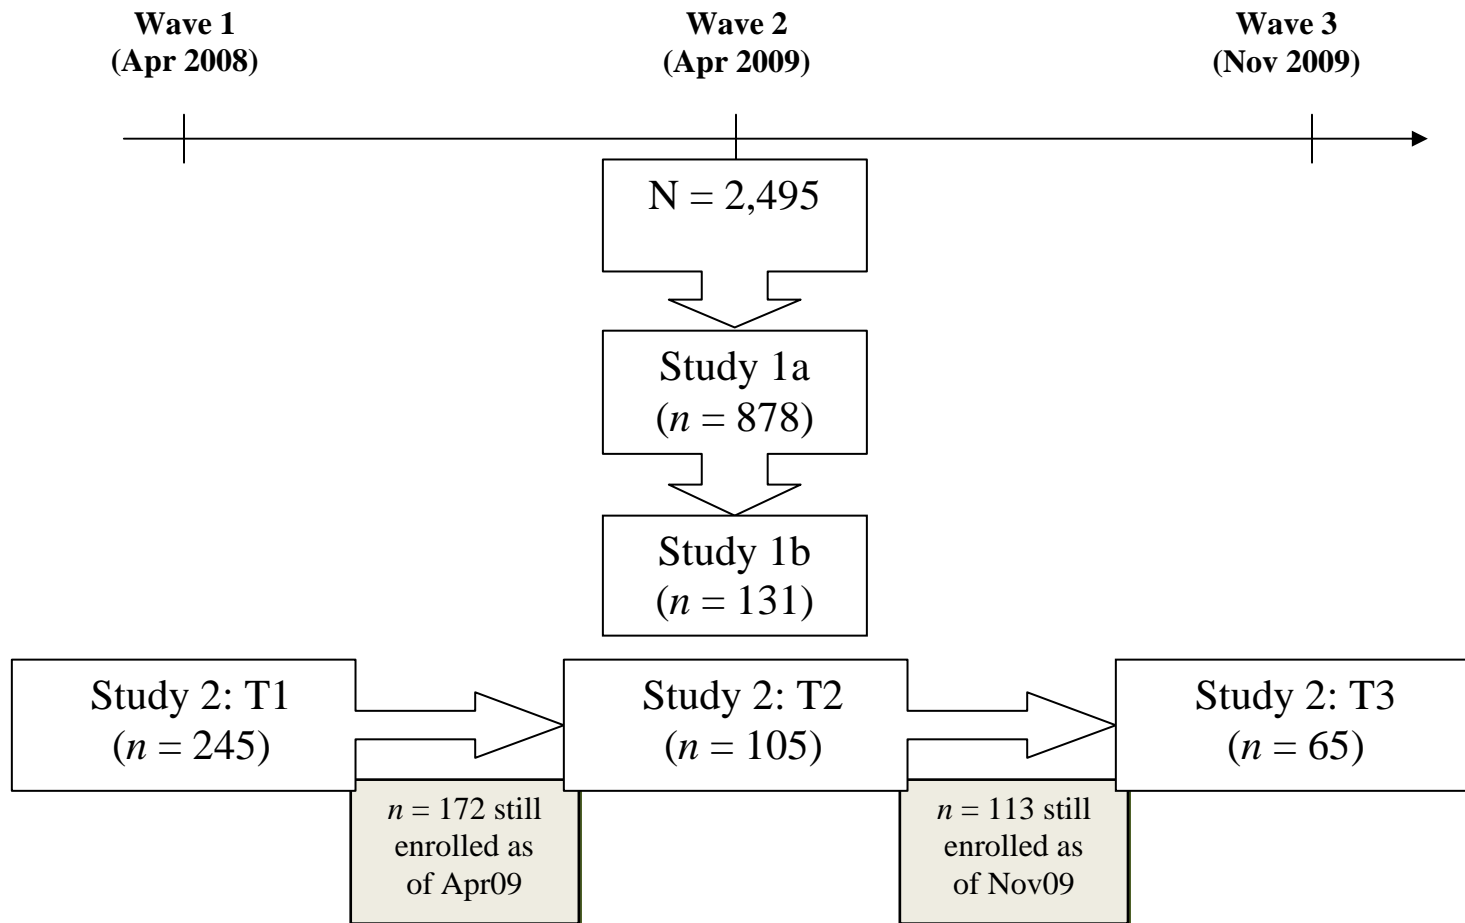 Wave 1
(Apr 2008)
Wave 2
(Apr 2009)
Wave 3
(Nov 2009)
N = 2,495
Study 1a
(n = 878)
Study 1b
(n = 131)
Study 2: T1
(n = 245)
Study 2: T2
(n = 105)
Study 2: T3
(n = 65)
n = 172 still
enrolled as
of Apr09
n = 113 still
enrolled as
of Nov09